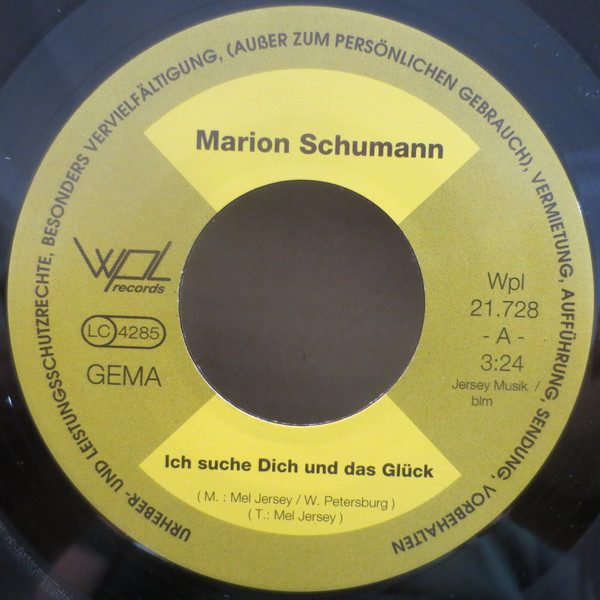 URHEBER- UND LEISTUNGSSCHUTZRECHTE, BESONDERS VERVIELFÄLTIGUNG, (AUßER ZUM PERSÖNLICHEN GEBRAUCH), VERMIETUNG, AUFFÜHRUNG, SENDUNG, VORBEHALTEN
Marion Schumann
wpl
records
LC 4285
GEMA
Wpl
21.728
- A -
3:24
Jersey Musik /
blm
Ich suche Dich und das Glück
( M. : Mel Jersey / W. Petersburg )
( T.: Mel Jersey )